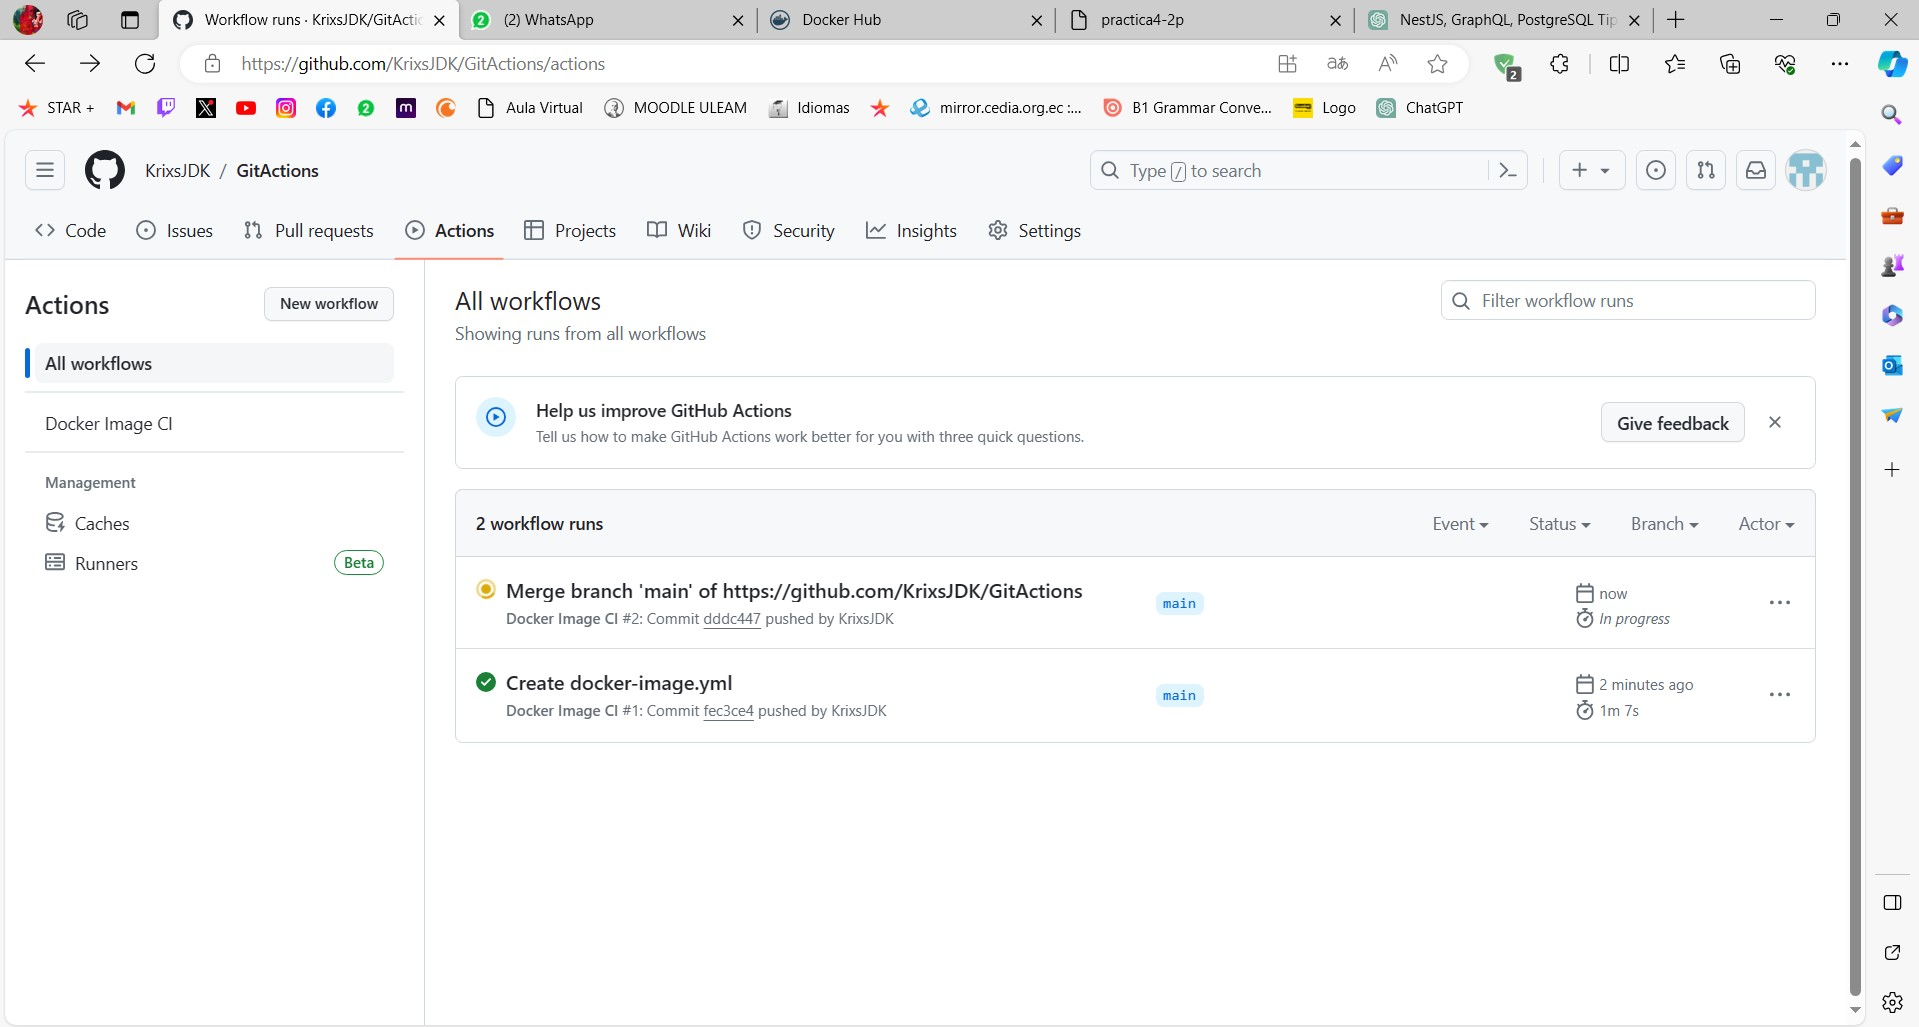 Workflow runs · KrixsJDK/GitActic
(2) WhatsApp
Docker Hub
practica4-2p
NestJS, GraphQL, PostgreSQL Tip
https://github.com/KrixsJDK/GitActions/actions
2
STAR +
Aula Virtual
MOODLE ULEAM
Idiomas
mirror.cedia.org.ec :...
B1 Grammar Conve...
Logo
ChatGPT
KrixsJDK / GitActions
Type / to search
Code
Issues
Pull requests
Actions
Projects
Wiki
Security
Insights
Settings
Actions
New workflow
All workflows
Docker Image CI
Management
Caches
Runners
Beta
All workflows
Showing runs from all workflows
Filter workflow runs
Help us improve GitHub Actions
Tell us how to make GitHub Actions work better for you with three quick questions.
Give feedback
2 workflow runs
Event
Status
Branch
Actor
Merge branch 'main' of https://github.com/KrixsJDK/GitActions
Docker Image CI #2: Commit dddc447 pushed by KrixsJDK
main
now
In progress
Create docker-image.yml
Docker Image CI #1: Commit fec3ce4 pushed by KrixsJDK
main
2 minutes ago
1m 7s